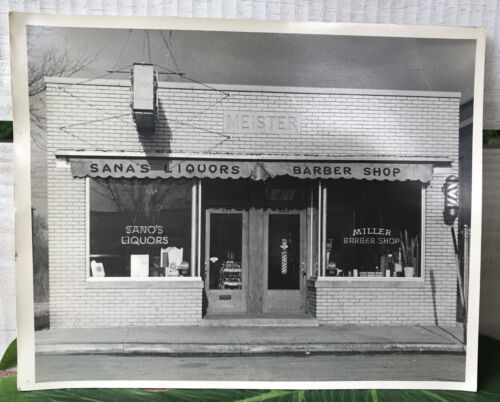 MEISTER
SANA'S LIQUORS BARBER SHOP
SANO'S
LIQUORS
MILLER
BARBER SHOP